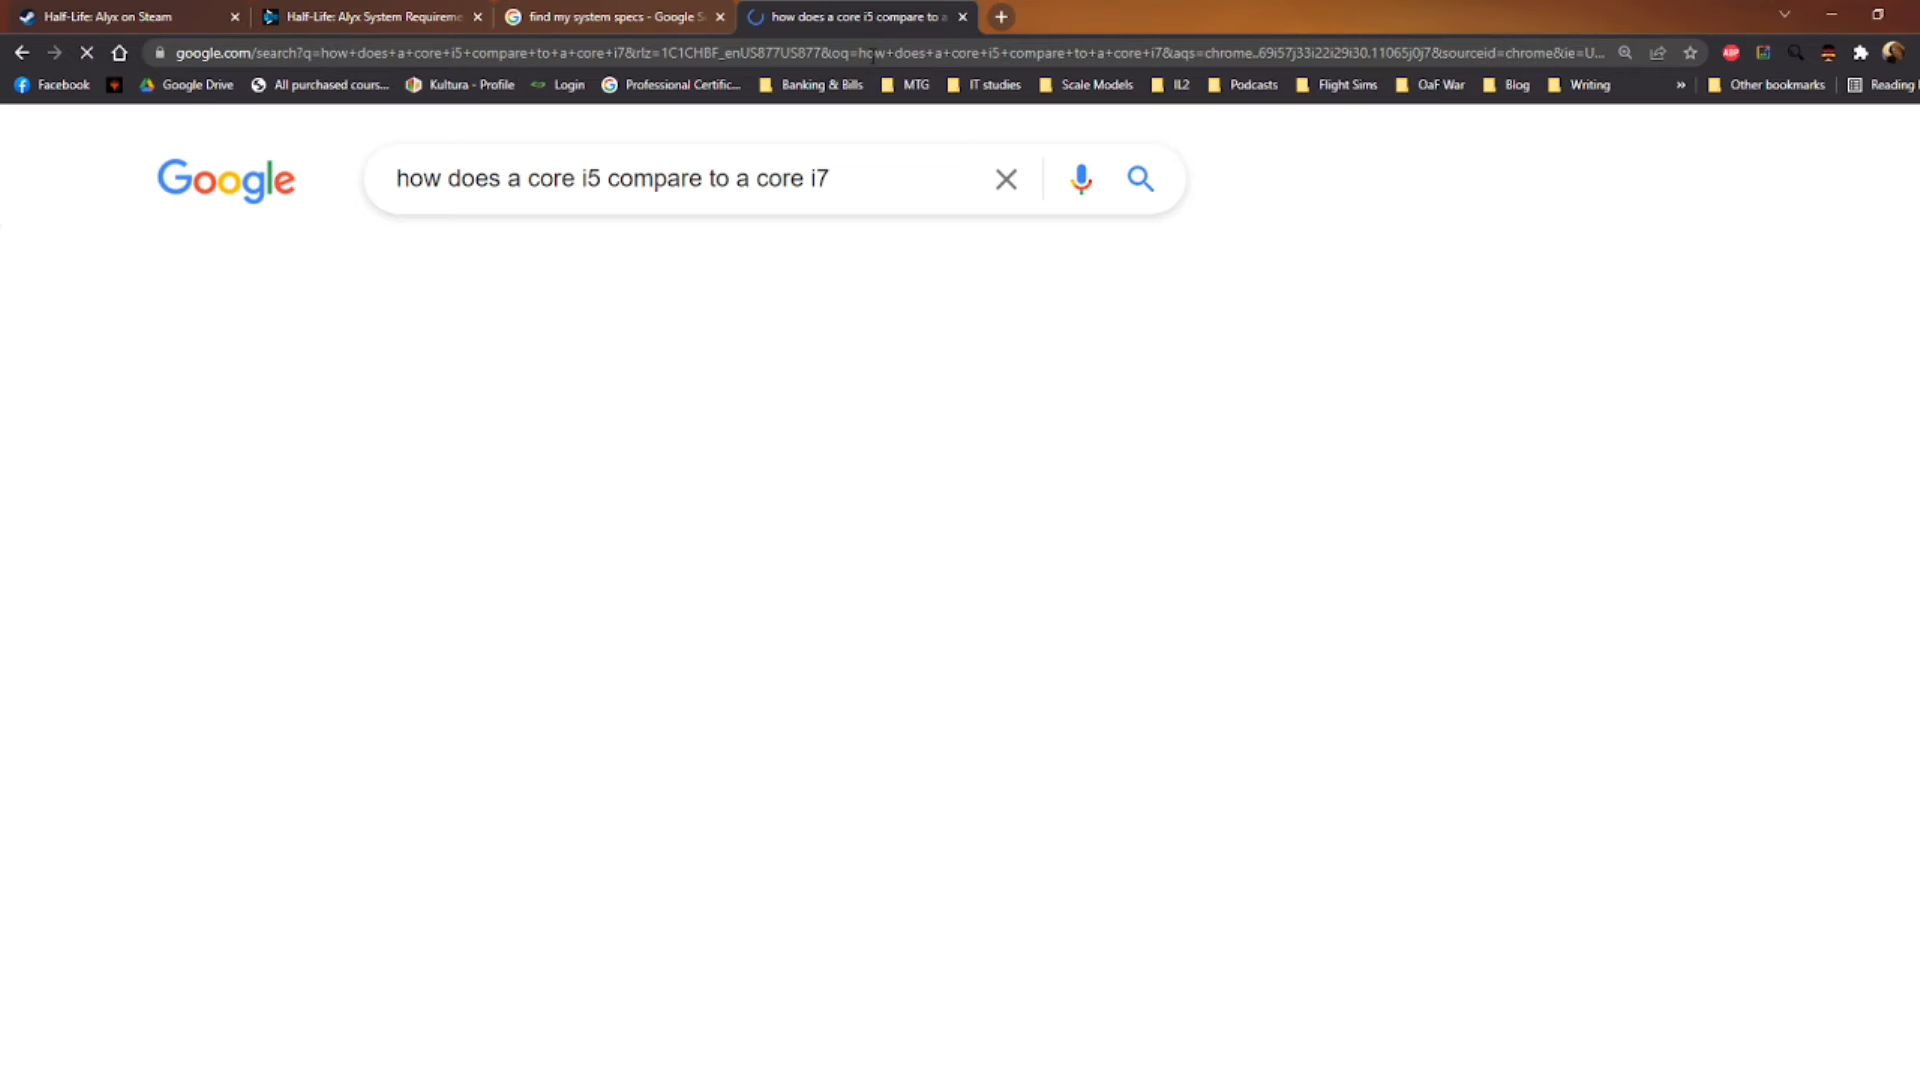 Half-Life: Alyx on Steam
Half-Life: Alyx System Requireme
find my system specs - Google S
how does a core i5 compare to a
google.com/search?q=how+does+a+core+i5+compare+to+a+core+i7&rlz=1C1CHBF_enUS877US877&oq=how+does+a+core+i5+compare+to+a+core+i7&aqs=chrome..69i57j33i22i29i30.11065j0j7&sourceid=chrome&ie=U...
Facebook
Google Drive
All purchased cours...
Kultura - Profile
Login
Professional Certific...
Banking & Bills
MTG
IT studies
Scale Models
IL2
Podcasts
Flight Sims
OaF War
Blog
Writing
»
Other bookmarks
Reading
ABP
Google
how does a core i5 compare to a core i7